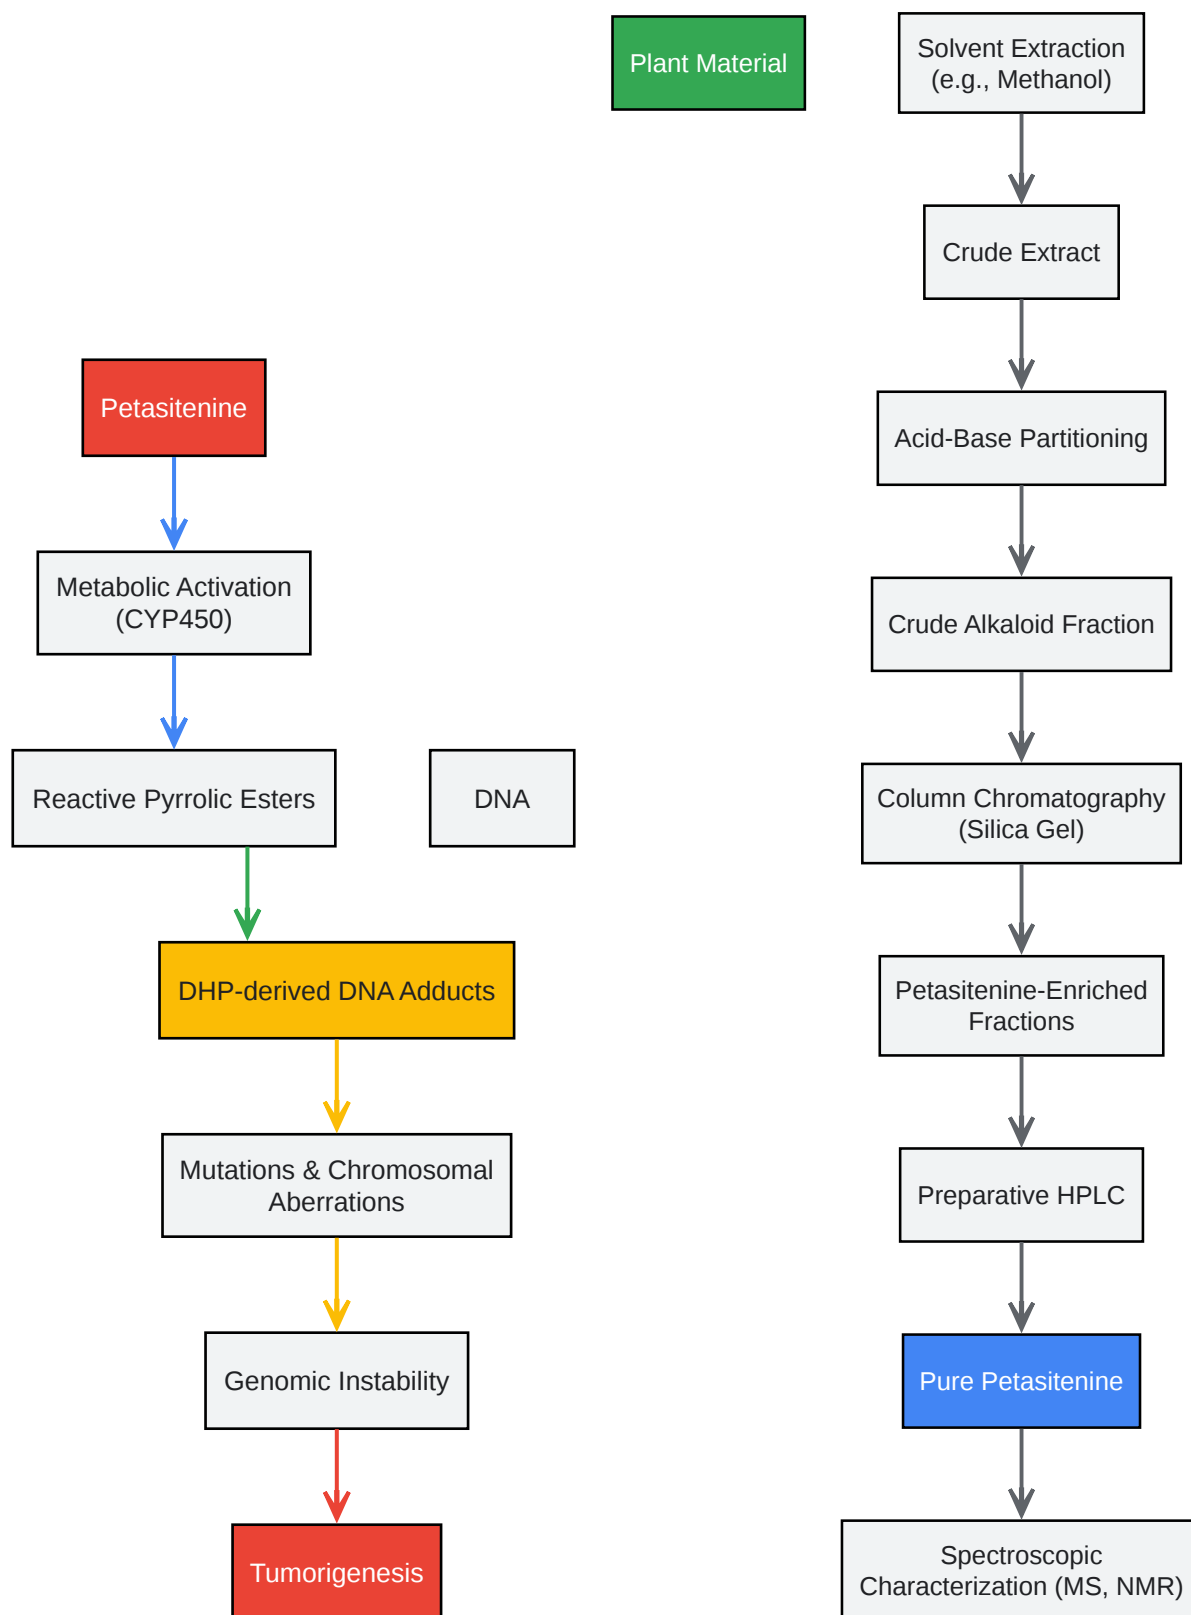 Plant Material
Solvent Extraction
(e.g., Methanol)
Crude Extract
Acid-Base Partitioning
Crude Alkaloid Fraction
Column Chromatography
(Silica Gel)
Petasitenine-Enriched
Fractions
Preparative HPLC
Pure Petasitenine
Spectroscopic
Characterization (MS, NMR)
Petasitenine
Metabolic Activation
(CYP450)
Reactive Pyrrolic Esters
DNA
DHP-derived DNA Adducts
Mutations & Chromosomal
Aberrations
Genomic Instability
Tumorigenesis